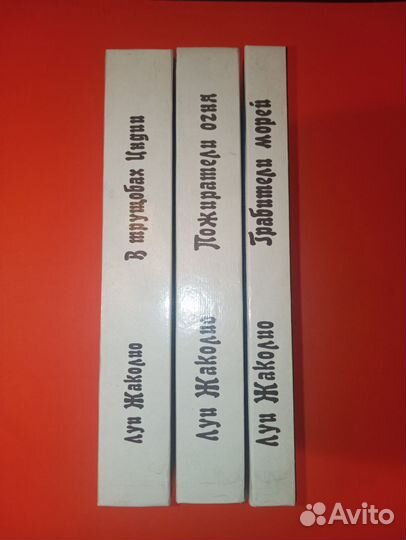 Луи Жаколио В трущобах Индии
Луи Жаколио Пожиратели огня
Луи Жаколио Грабители морей
Avito